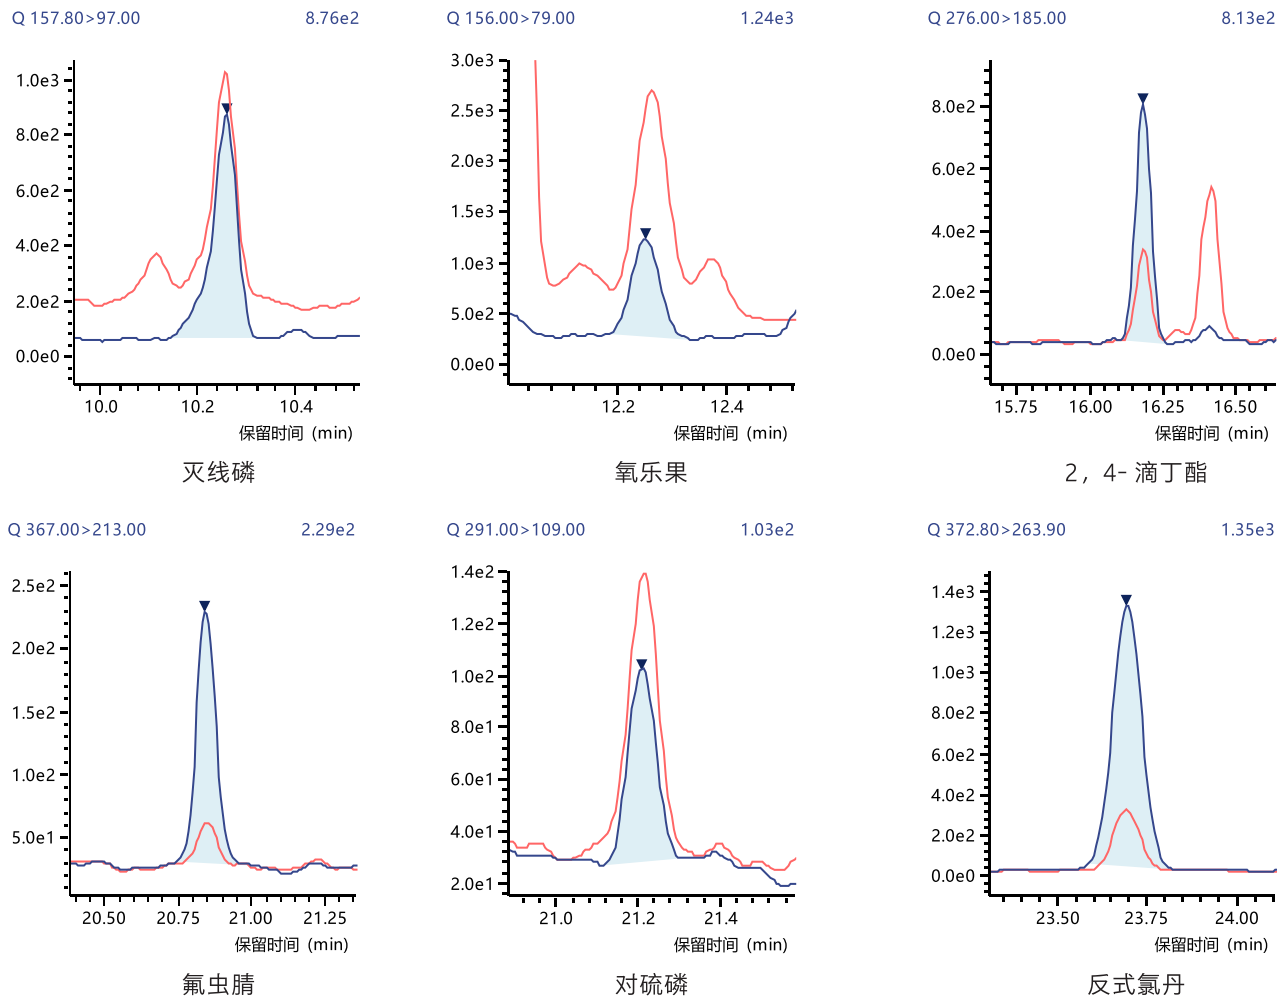 Q 157.80>97.00 8.76e2
1.0e3
8.0e2
6.0e2
4.0e2
2.0e2
0.0e0
10.0 10.2 10.4
保留时间 (min)
灭线磷
Q 156.00>79.00 1.24e3
3.0e3
2.5e3
2.0e3
1.5e3
1.0e3
5.0e2
0.0e0
12.2 12.4
保留时间 (min)
氧乐果
Q 276.00>185.00 8.13e2
8.0e2
6.0e2
4.0e2
2.0e2
0.0e0
15.75 16.00 16.25 16.50
保留时间 (min)
2，4- 滴丁酯
Q 367.00>213.00 2.29e2
2.5e2
2.0e2
1.5e2
1.0e2
5.0e1
20.50 20.75 21.00 21.25
保留时间 (min)
氟虫腈
Q 291.00>109.00 1.03e2
1.4e2
1.2e2
1.0e2
8.0e1
6.0e1
4.0e1
2.0e1
21.0 21.2 21.4
保留时间 (min)
对硫磷
Q 372.80>263.90 1.35e3
1.4e3
1.2e3
1.0e3
8.0e2
6.0e2
4.0e2
2.0e2
0.0e0
23.50 23.75 24.00
保留时间 (min)
反式氯丹